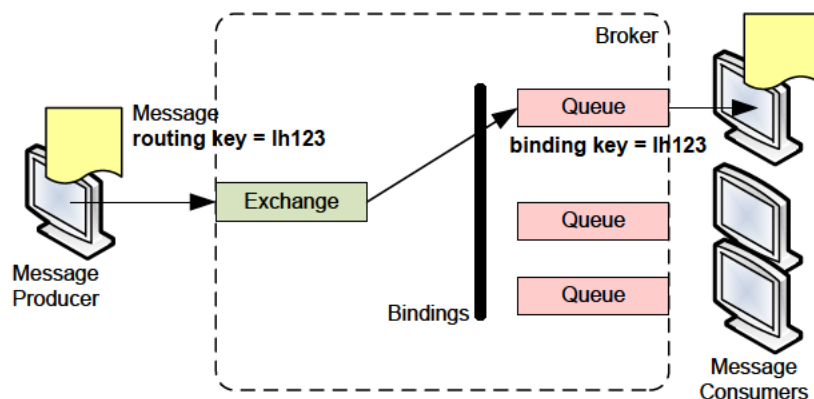 Broker
Message
routing key = lh123
Queue
binding key = lh123
Exchange
Queue
Message
Producer
Queue
Bindings
Message
Consumers